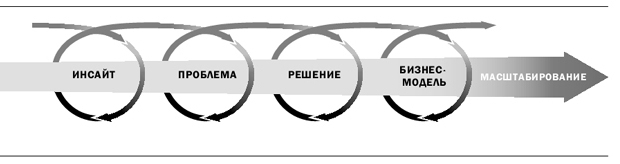 ИНСАЙТ
ПРОБЛЕМА
РЕШЕНИЕ
БИЗНЕС-
МОДЕЛЬ
МАСШТАБИРОВАНИЕ